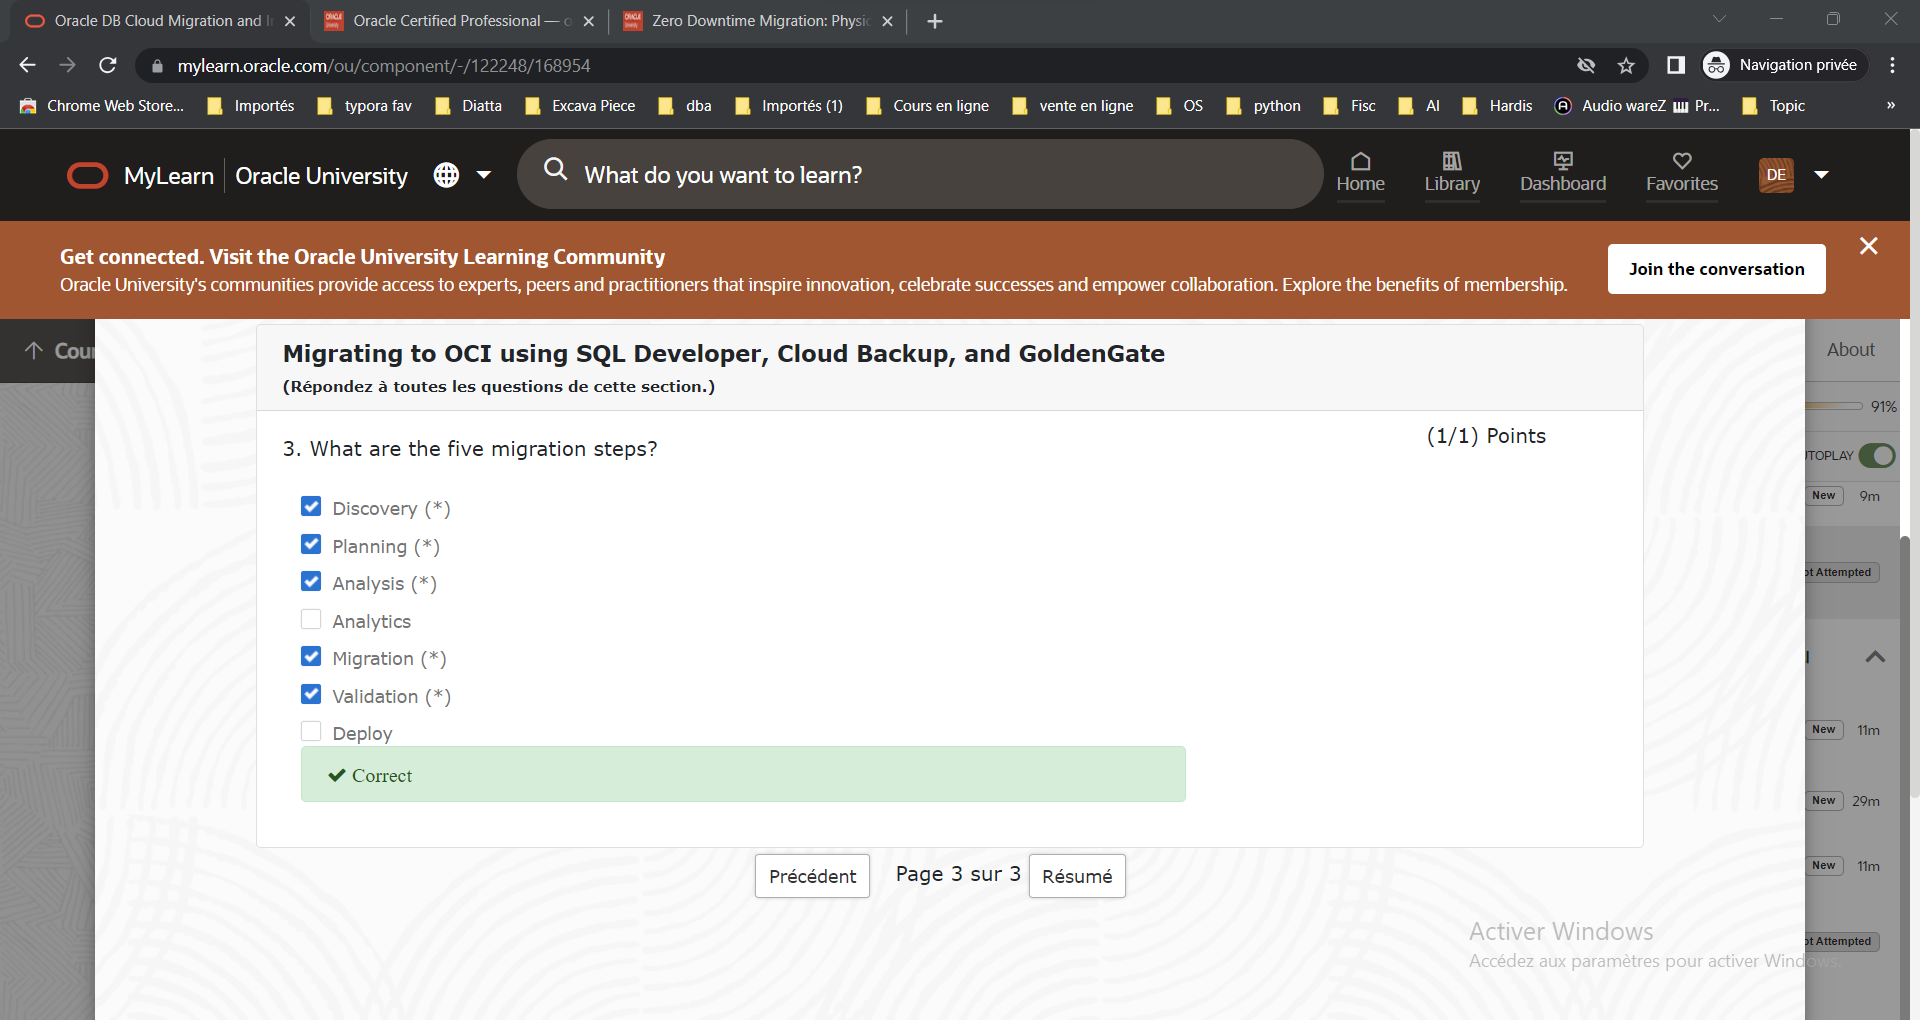 Oracle DB Cloud Migration and I
Oracle Certified Professional — o
Zero Downtime Migration: Physic
mylearn.oracle.com/ou/component/-/122248/168954
Navigation privée
Chrome Web Store...
Importés
typora fav
Diatta
Excava Piece
dba
Importés (1)
Cours en ligne
vente en ligne
OS
python
Fisc
AI
Hardis
Audio wareZ
Pr...
Topic
»
MyLearn
Oracle University
What do you want to learn?
Home
Library
Dashboard
Favorites
DE
Get connected. Visit the Oracle University Learning Community
Oracle University's communities provide access to experts, peers and practitioners that inspire innovation, celebrate successes and empower collaboration. Explore the benefits of membership.
Join the conversation
Cour
About
91%
TOPLAY
New 9m
ot Attempted
New 11m
New 29m
New 11m
ot Attempted
Migrating to OCI using SQL Developer, Cloud Backup, and GoldenGate
(Répondez à toutes les questions de cette section.)
(1/1) Points
3. What are the five migration steps?
Discovery (*)
Planning (*)
Analysis (*)
Analytics
Migration (*)
Validation (*)
Deploy
Correct
Précédent
Page 3 sur 3
Résumé
Activer Windows
Accédez aux paramètres pour activer Windows.